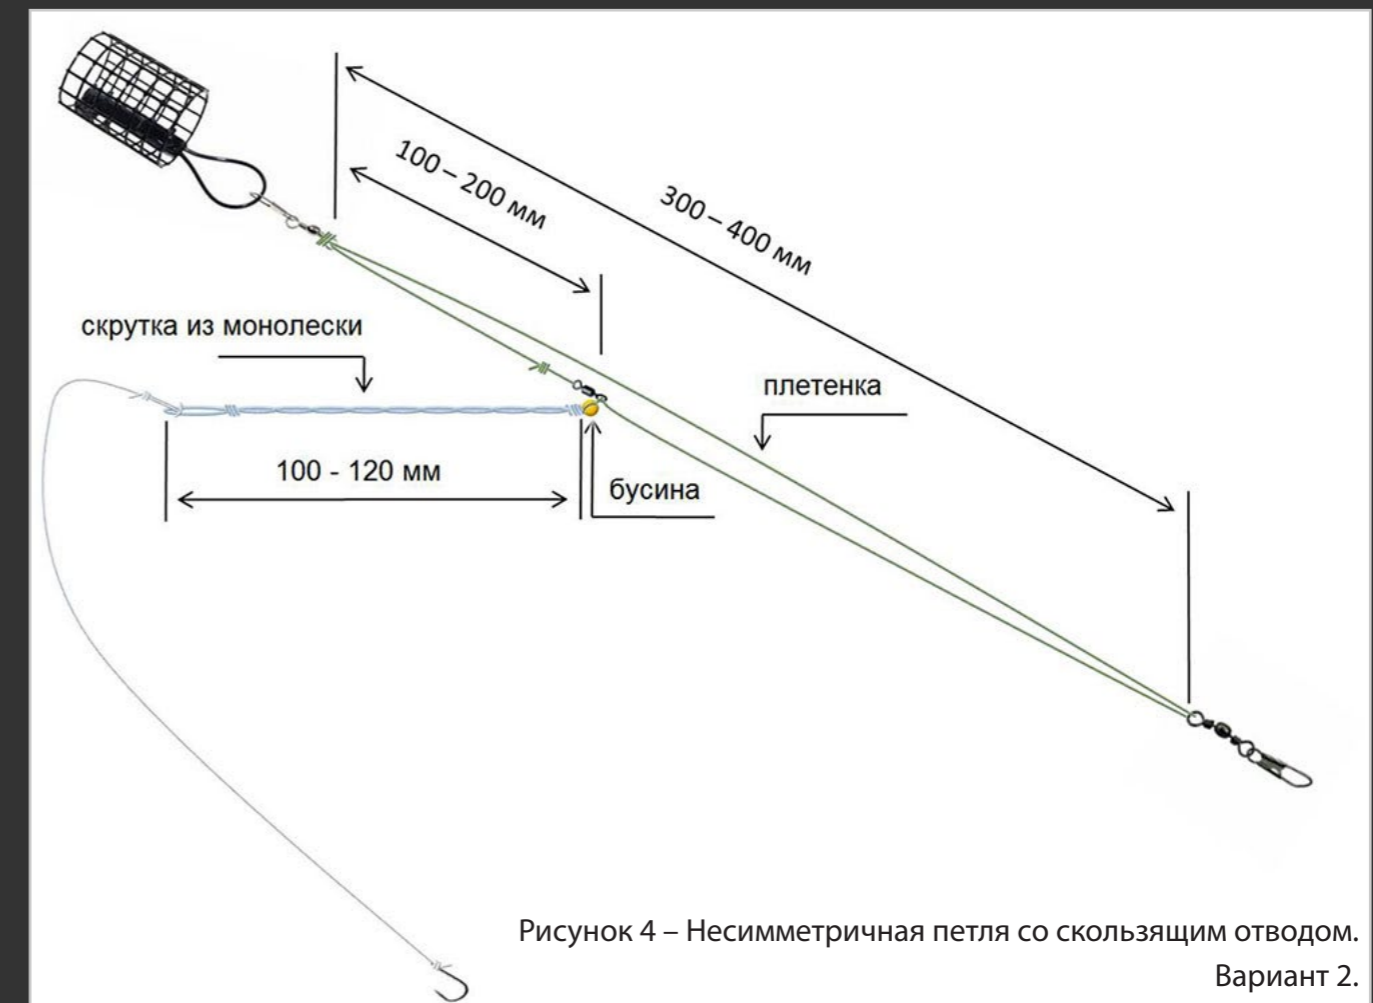 100 – 200 мм
300 – 400 мм
скрутка из монолески
плетенка
100 - 120 мм
бусина
Рисунок 4 – Несимметричная петля со скользящим отводом.
Вариант 2.